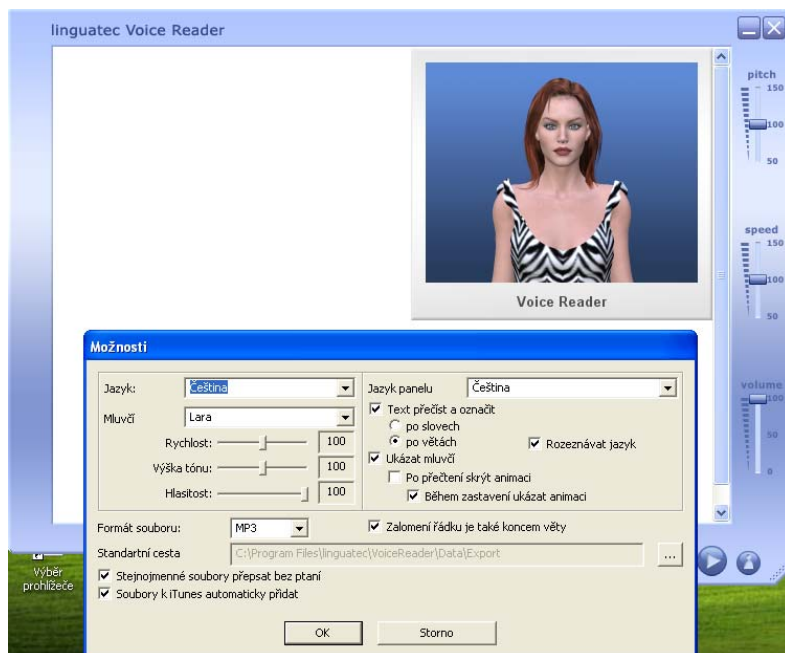 linguatec Voice Reader
pitch
150
100
50
Voice Reader
speed
150
100
50
Možnosti
Jazyk: Čeština
Jazyk panelu Čeština
Mluvčí Lara
Text přečíst a označit
po slovech
Rychlost: 100
po větách
Rozeznávat jazyk
Výška tónu: 100
Ukázat mluvčí
Po přečtení skrýt animaci
Hlasitost: 100
Během zastavení ukázat animaci
volume
100
50
0
Formát souboru: MP3
Zalomení řádku je také koncem věty
Standartní cesta C:\Program Files\linguatec\VoiceReader\Data\Export ...
Stejnojmenné soubory přepsat bez ptaní
Soubory k iTunes automaticky přidat
OK
Storno
Výběr
prohlížeče